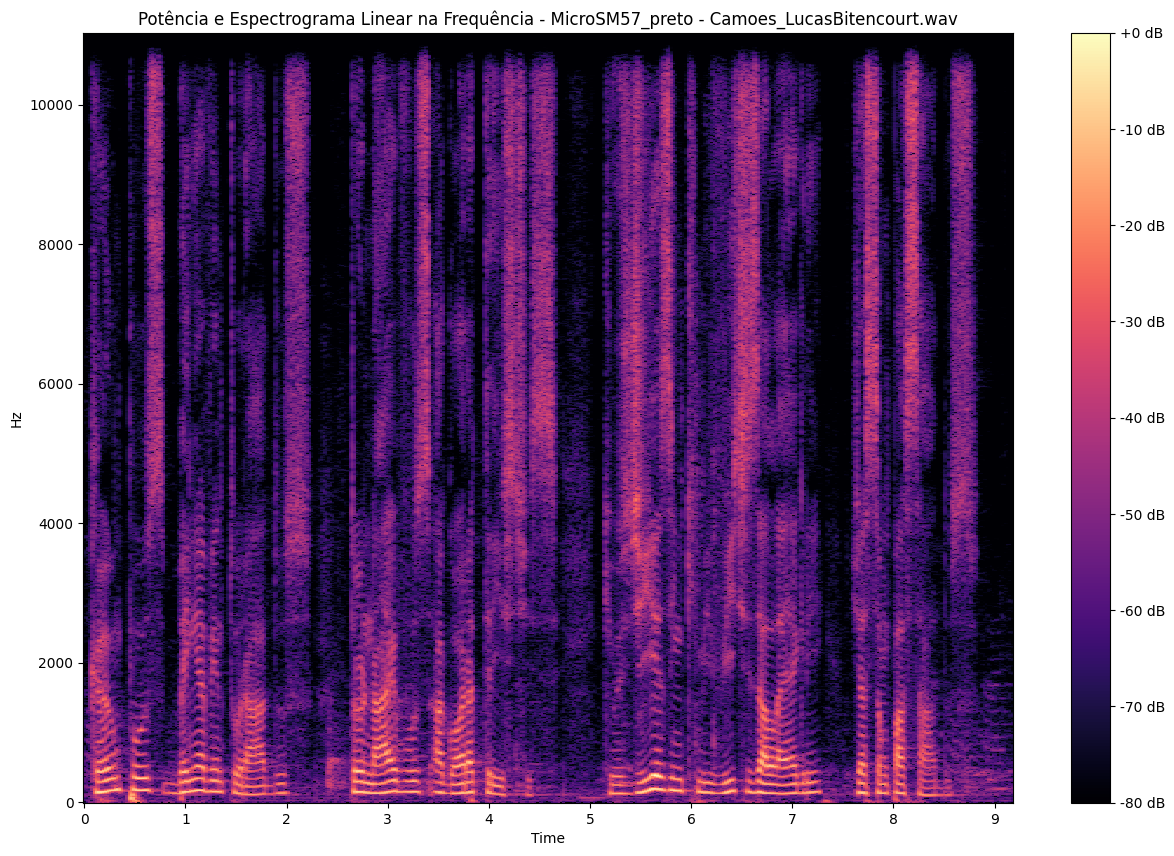 Potência e Espectrograma Linear na Frequência - MicroSM57_preto - Camoes_LucasBitencourt.wav
10000
8000
6000
4000
2000
0
Hz
0 1 2 3 4 5 6 7 8 9
Time
+0 dB
-10 dB
-20 dB
-30 dB
-40 dB
-50 dB
-60 dB
-70 dB
-80 dB